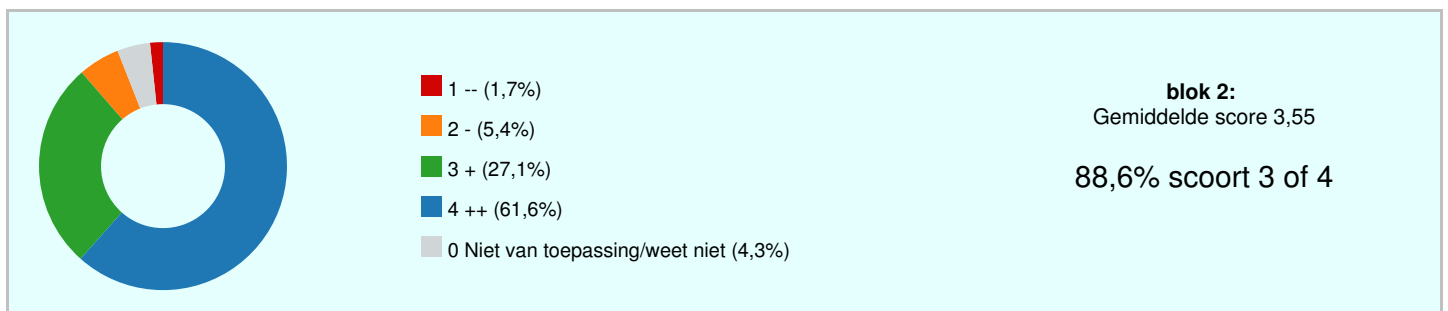 1 -- (1,7%)
2 - (5,4%)
3 + (27,1%)
4 ++ (61,6%)
0 Niet van toepassing/weet niet (4,3%)
blok 2:
Gemiddelde score 3,55
88,6% scoort 3 of 4